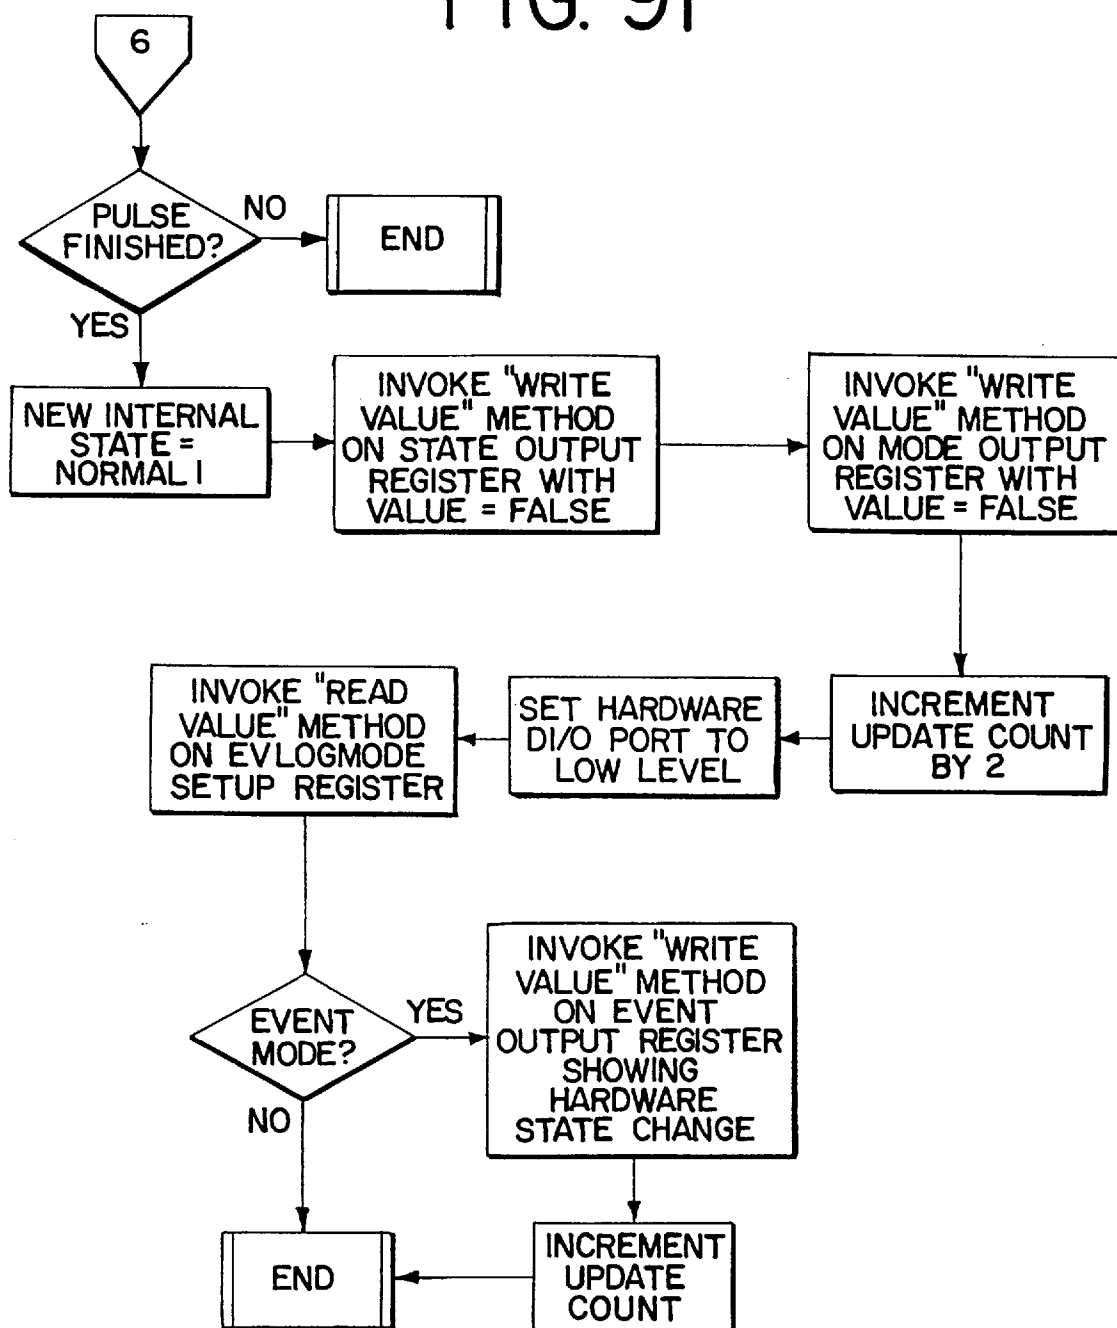 FIG. 9I
6
PULSE
FINISHED?
NO
END
YES
NEW INTERNAL
STATE =
NORMAL I
INVOKE "WRITE
VALUE" METHOD
ON STATE OUTPUT
REGISTER WITH
VALUE = FALSE
INVOKE "WRITE
VALUE" METHOD
ON MODE OUTPUT
REGISTER WITH
VALUE = FALSE
INCREMENT
UPDATE COUNT
BY 2
SET HARDWARE
DI/O PORT TO
LOW LEVEL
INVOKE "READ
VALUE" METHOD
ON EVLOGMODE
SETUP REGISTER
EVENT
MODE?
YES
INVOKE "WRITE
VALUE" METHOD
ON EVENT
OUTPUT REGISTER
SHOWING
HARDWARE
STATE CHANGE
NO
INCREMENT
UPDATE
COUNT
END